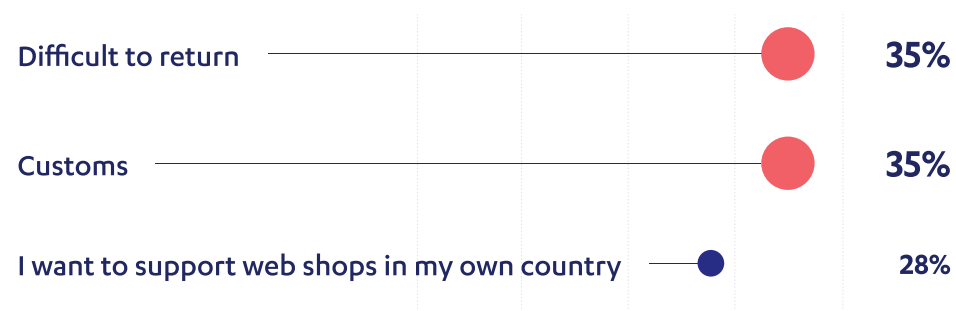 Difficult to return 35%
Customs 35%
I want to support web shops in my own country 28%